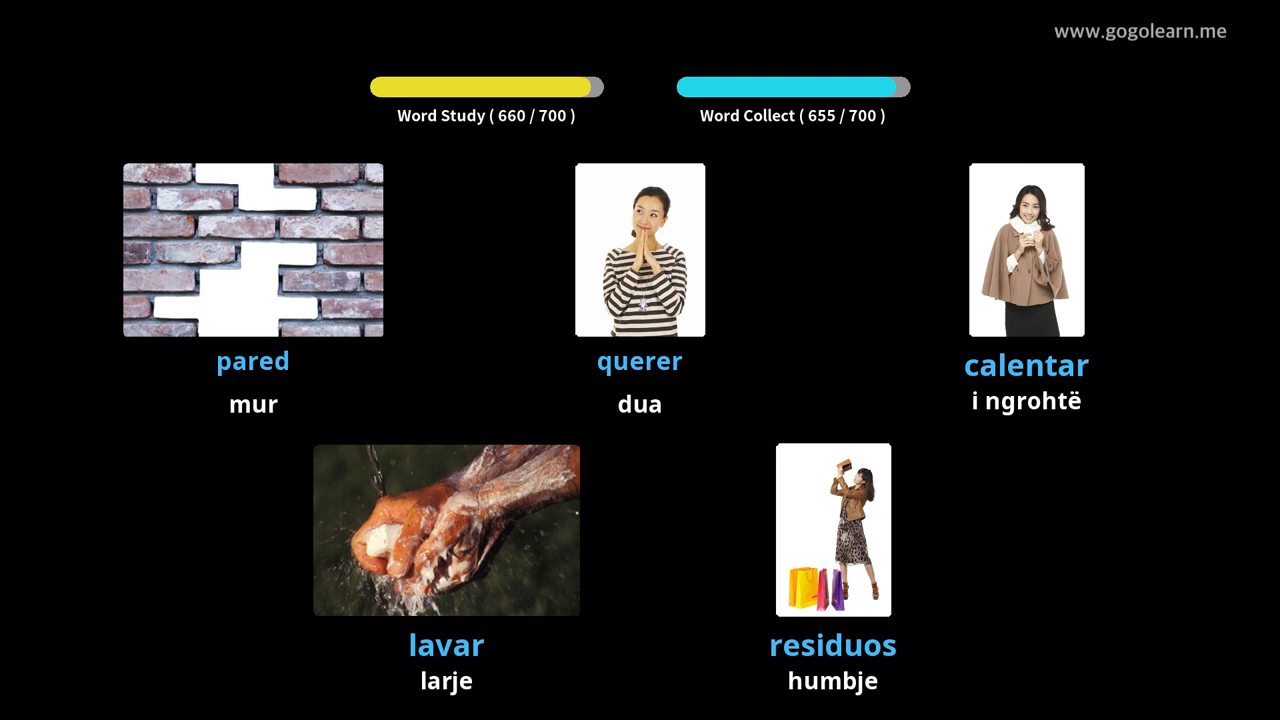 www.gogolearn.me
Word Study ( 660 / 700 )
Word Collect ( 655 / 700 )
pared
mur
querer
dua
calentar
i ngrohtë
lavar
larje
residuos
humbje